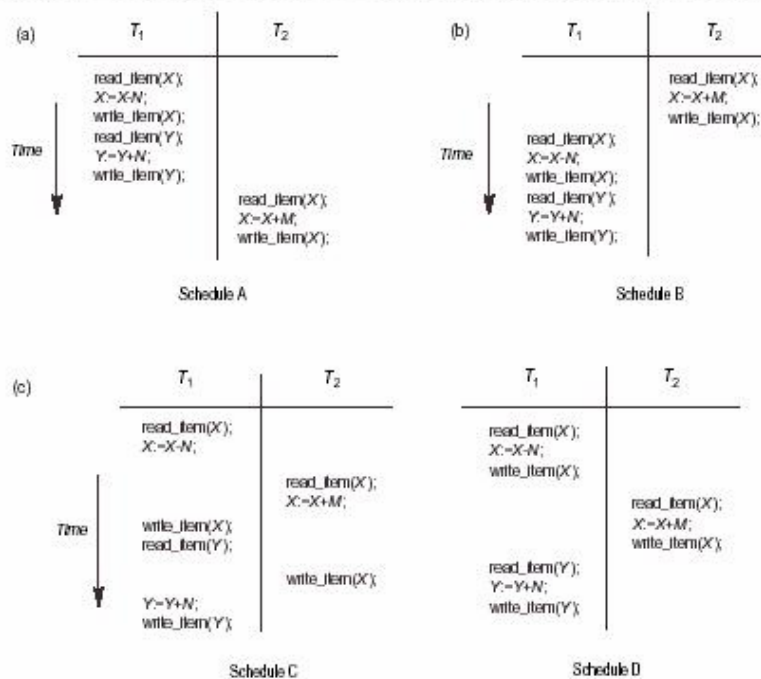 (a)
T1 T2
read_item(X);
X:=X-N;
write_item(X);
read_item(Y);
Y:=Y+N;
write_item(Y);
read_item(X);
X:=X+M;
write_item(X);
Time
Schedule A
(b)
T1 T2
read_item(X);
X:=X+M;
write_item(X);
read_item(X);
X:=X-N;
write_item(X);
read_item(Y);
Y:=Y+N;
write_item(Y);
Time
Schedule B
(c)
T1 T2
read_item(X);
X:=X-N;
read_item(X);
X:=X+M;
write_item(X);
read_item(Y);
write_item(X);
Y:=Y+N;
write_item(Y);
Time
Schedule C
T1 T2
read_item(X);
X:=X-N;
write_item(X);
read_item(X);
X:=X+M;
write_item(X);
read_item(Y);
Y:=Y+N;
write_item(Y);
Schedule D